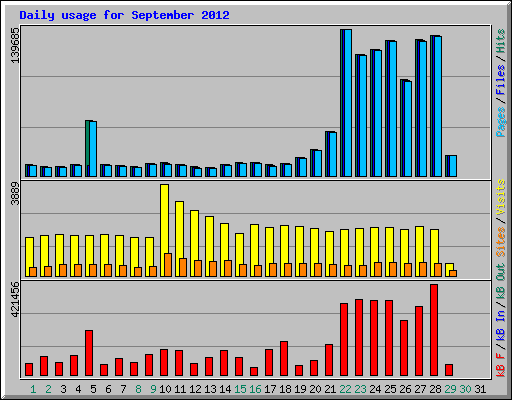 Daily usage for September 2012
139685
Pages / Files / Hits
3889
Sites / Visits
421456
kB F / kB In / kB Out
1 2 3 4 5 6 7 8 9 10 11 12 13 14 15 16 17 18 19 20 21 22 23 24 25 26 27 28 29 30 31